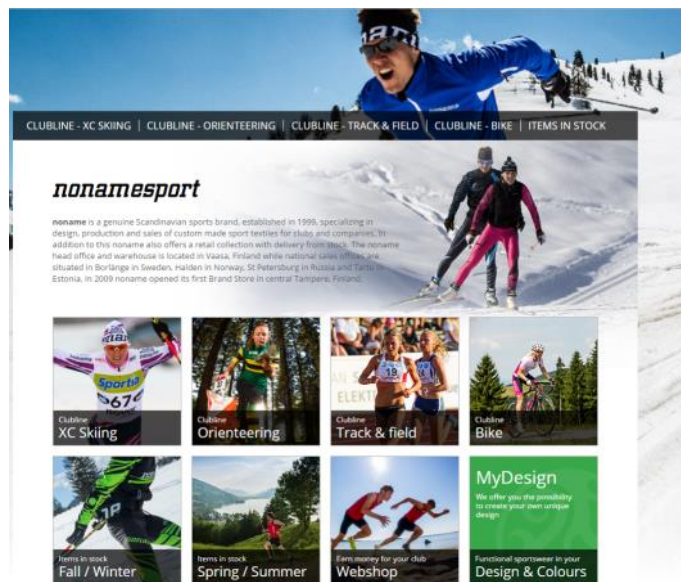 CLUBLINE - XC SKIING | CLUBLINE - ORIENTEERING | CLUBLINE - TRACK & FIELD | CLUBLINE - BIKE | ITEMS IN STOCK
nonamesport
noname is a genuine Scandinavian sports brand, established in 1999, specializing in
design, production and sales of custom made sport textiles for clubs and companies. In
addition to this noname also offers a retail collection with delivery from stock. The noname
head office and warehouse is located in Vaasa, Finland while national sales offices are
situated in Borlänge in Sweden, Halden in Norway, St Petersburg in Russia and Tartu in
Estonia. In 2009 noname opened its first Brand Store in central Tampere, Finland.
Sportia
67
Clubline
XC Skiing
Clubline
Orienteering
19
ELEKT
Clubline
Track & field
Clubline
Bike
Items in stock
Fall / Winter
Items in stock
Spring / Summer
Earn money for your club
Webshop
MyDesign
We offer you the possibility
to create your own unique
design
Functional sportswear in your
Design & Colours